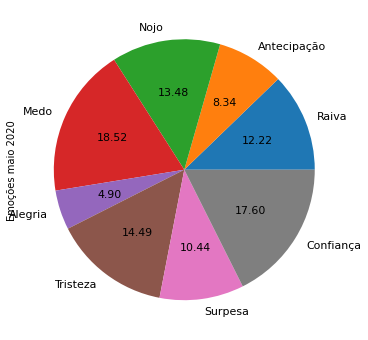 Nojo
Antecipação
Medo
13.48
8.34
Raiva
18.52
12.22
Emoções maio 2020
4.90
Alegria
17.60
14.49
Confiança
10.44
Tristeza
Surpesa